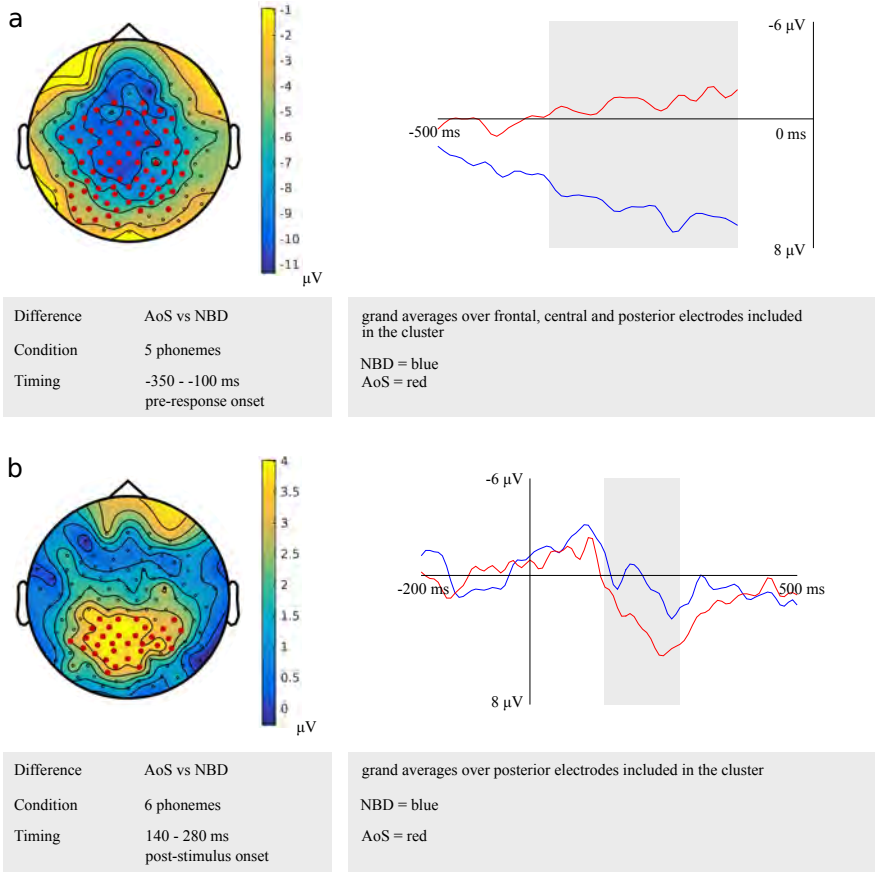 a
-1
-2
-3
-4
-5
-6
-7
-8
-9
-10
-11
µV
-6 µV
-500 ms
0 ms
8 µV
Difference AoS vs NBD
Condition 5 phonemes
Timing -350 - -100 ms
pre-response onset
grand averages over frontal, central and posterior electrodes included
in the cluster
NBD = blue
AoS = red
b
4
3.5
3
2.5
2
1.5
1
0.5
0
µV
-6 µV
-200 ms
500 ms
8 µV
Difference AoS vs NBD
Condition 6 phonemes
Timing 140 - 280 ms
post-stimulus onset
grand averages over posterior electrodes included in the cluster
NBD = blue
AoS = red